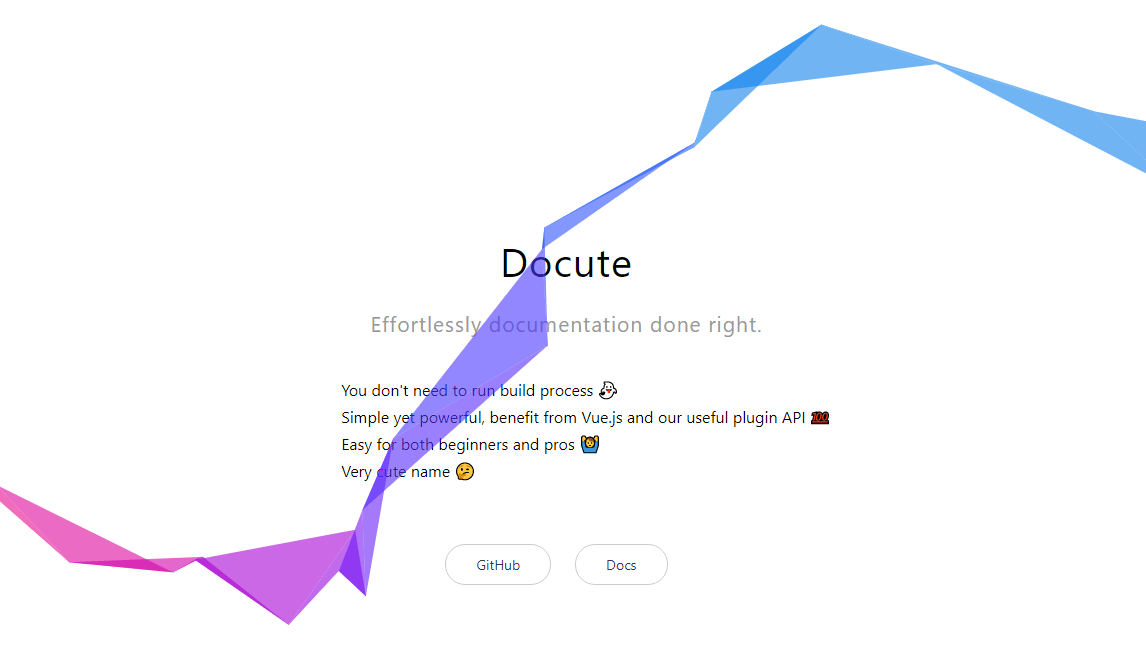 Docute
Effortlessly documentation done right.
You don't need to run build process 👻
Simple yet powerful, benefit from Vue.js and our useful plugin API 💯
Easy for both beginners and pros 🙆‍♂️
Very cute name 🤔
GitHub
Docs